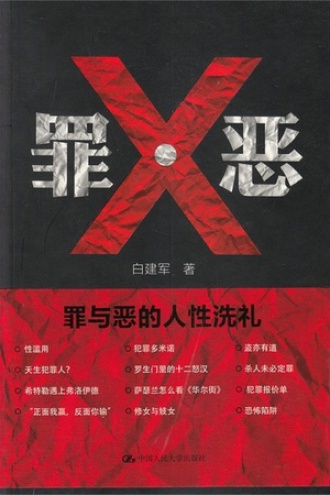 罪 X 恶
白建军 著
罪与恶的人性洗礼
性滥用 犯罪多米诺 盗亦有道
天生犯罪人？ 罗生门里的十二怒汉 杀人未必定罪
希特勒遇上弗洛伊德 萨瑟兰怎么看《华尔街》 犯罪报价单
“正面我赢，反面你输” 修女与妓女 恐怖陷阱
中国人民大学出版社